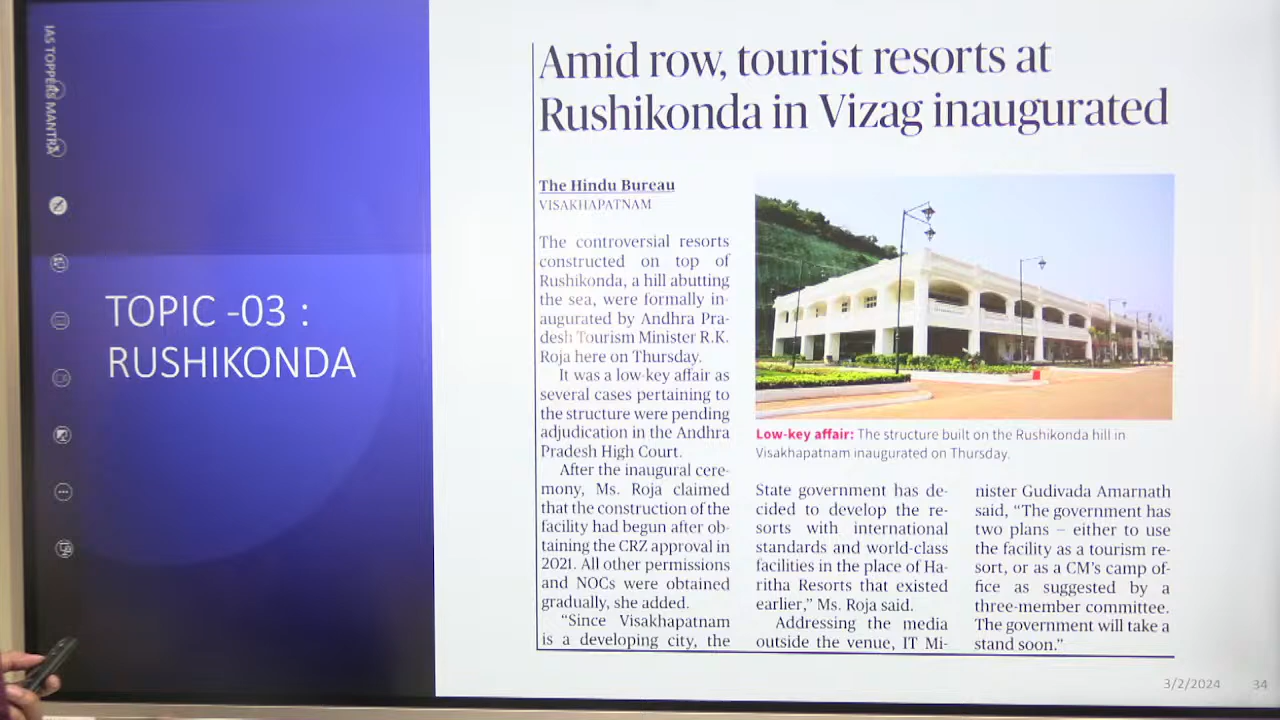 IAS TOPPERS MANTRA
TOPIC -03 :
RUSHIKONDA
Amid row, tourist resorts at
Rushikonda in Vizag inaugurated
The Hindu Bureau
VISAKHAPATNAM
The controversial resorts
constructed on top of
Rushikonda, a hill abutting
the sea, were formally in-
augurated by Andhra Pra-
desh Tourism Minister R.K.
Roja here on Thursday.
It was a low-key affair as
several cases pertaining to
the structure were pending
adjudication in the Andhra
Pradesh High Court.
After the inaugural cere-
mony, Ms. Roja claimed
that the construction of the
facility had begun after ob-
taining the CRZ approval in
2021. All other permissions
and NOCs were obtained
gradually, she added.
"Since Visakhapatnam
is a developing city, the
Low-key affair: The structure built on the Rushikonda hill in
Visakhapatnam inaugurated on Thursday.
State government has de-
cided to develop the re-
sorts with international
standards and world-class
facilities in the place of Ha-
ritha Resorts that existed
earlier," Ms. Roja said.
Addressing the media
outside the venue, IT Mi-
nister Gudivada Amarnath
said, "The government has
two plans – either to use
the facility as a tourism re-
sort, or as a CM's camp of-
fice as suggested by a
three-member committee.
The government will take a
stand soon."
3/2/2024
34